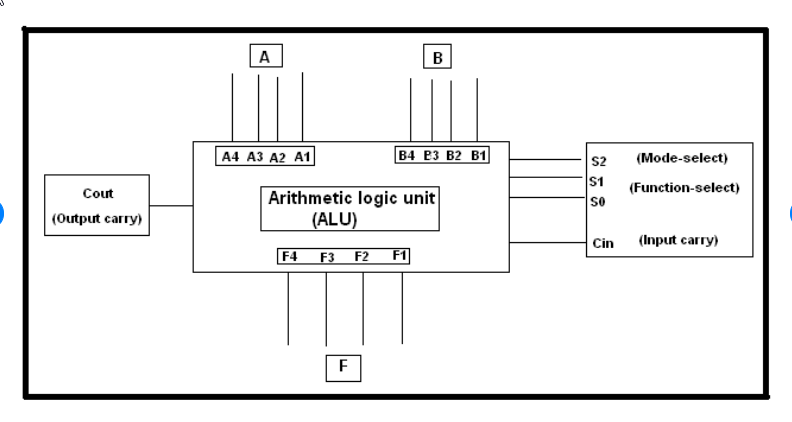 A
B
A4 A3 A2 A1
B4 B3 B2 B1
S2 (Mode-select)
S1 (Function-select)
S0
Cout
(Output carry)
Arithmetic logic unit
(ALU)
Cin (Input carry)
F4 F3 F2 F1
F